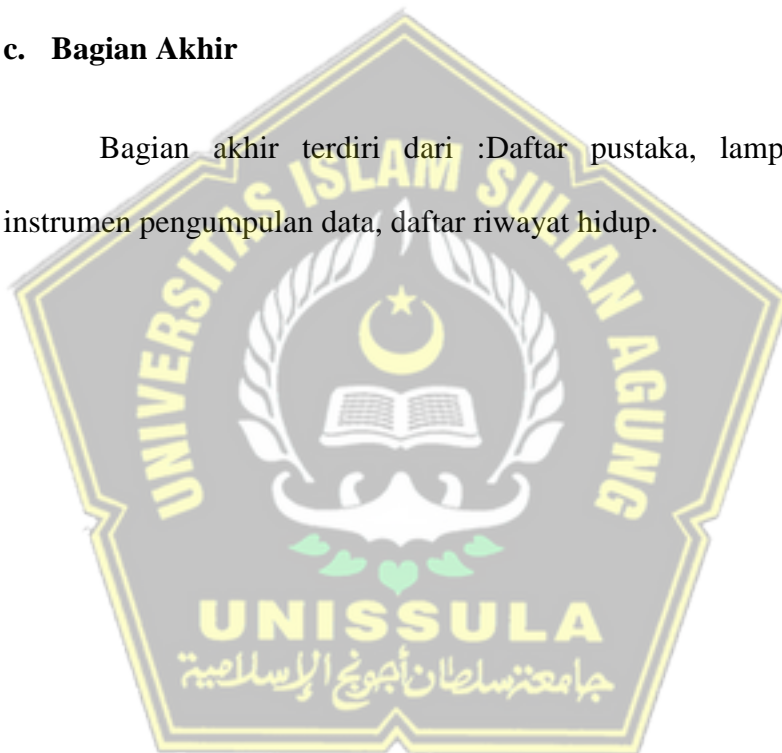 c. Bagian Akhir
Bagian akhir terdiri dari :Daftar pustaka, lamp
instrumen pengumpulan data, daftar riwayat hidup.
UNIVERSITAS ISLAM SULTAN AGUNG
UNISSULA
جامعة سلطان أجونج الإسلامية